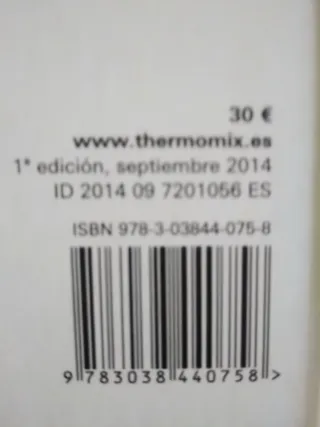 30 €
www.thermomix.es
1ª edición, septiembre 2014
ID 2014 09 7201056 ES
ISBN 978-3-03844-075-8
9 783038 440758 >